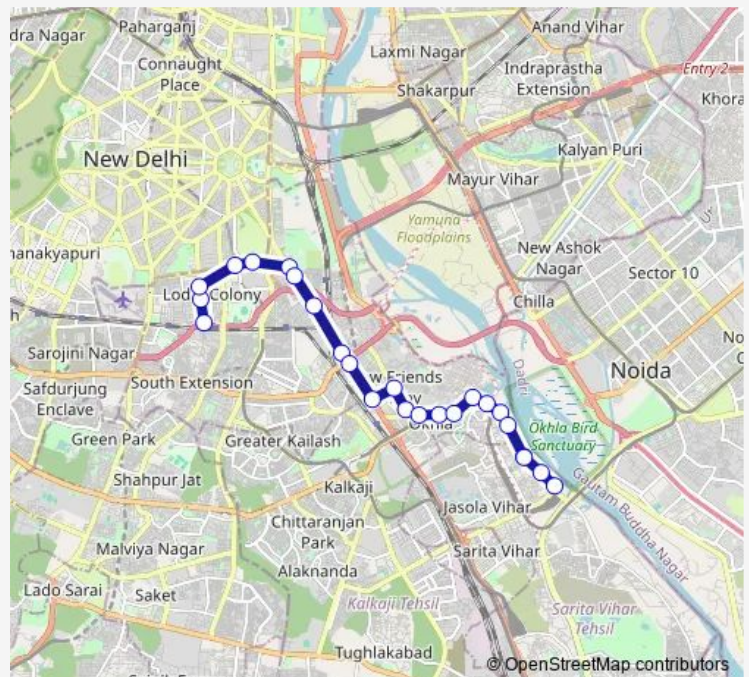 dra Nagar
Paharganj
Anand Vihar
Laxmi Nagar
Connaught
Place
Indraprastha
Extension
Entry 2
Shakarpur
Khora
New Delhi
Kalyan Puri
Mayur Vihar
Yamuna
Floodplains
New Ashok
Nagar
Sector 10
hanakyapuri
Lodi Colony
Chilla
h
No
C
Sarojini Nagar
Dadri
Noida
w Friends
ny
South Extension
Safdurjung
Enclave
Okhla
Okhla Bird
Sanctuary
Green Park
Greater Kailash
Shahpur Jat
Kalkaji
Gautam Buddha Nagar
Jasola Vihar
Chittaranjan
Park
Malviya Nagar
Sarita Vihar
Alaknanda
Lado Sarai
Saket
Kalkaji Tehsil
Sarita Vihar
Tehsil
Tughlakabad
© OpenStreetMap contributors